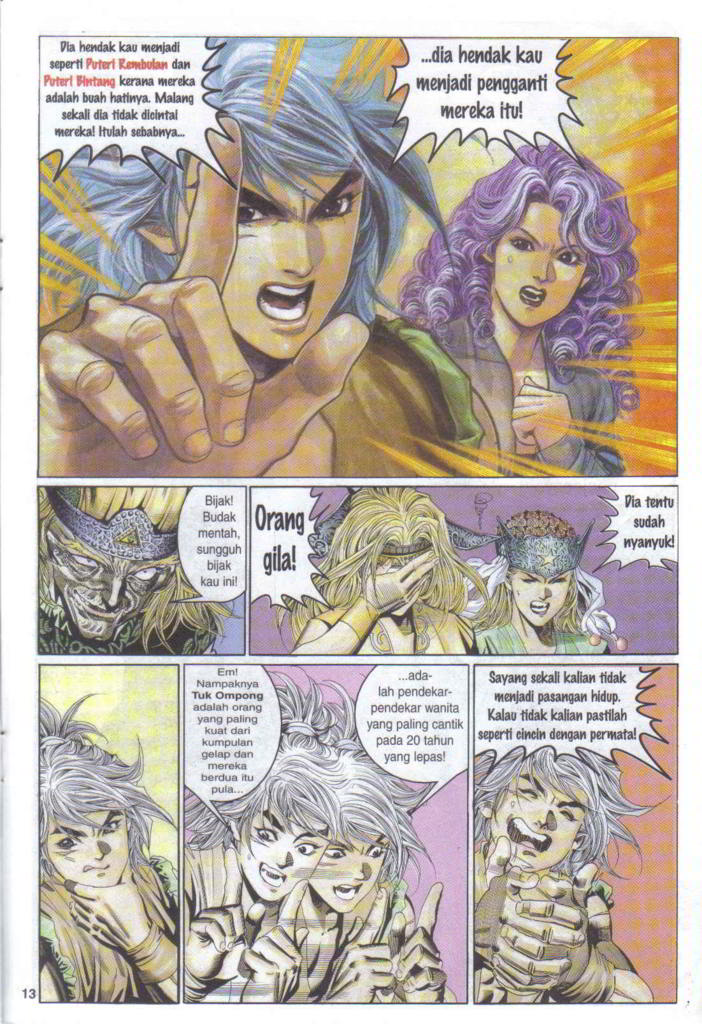 Dia hendak kau menjadi
seperti Puteri Rembulan dan
Puteri Bintang kerana mereka
adalah buah hatinya. Malang
sekali dia tidak dicintai
mereka! Itulah sebabnya...
...dia hendak kau
menjadi pengganti
mereka itu!
Bijak!
Budak
mentah,
sungguh
bijak
kau ini!
Orang
gila!
Dia tentu
sudah
nyanyuk!
Em!
Nampaknya
Tuk Ompong
adalah orang
yang paling
kuat dari
kumpulan
gelap dan
mereka
berdua itu
pula...
...ada-
lah pendekar-
pendekar wanita
yang paling cantik
pada 20 tahun
yang lepas!
Sayang sekali kalian tidak
menjadi pasangan hidup.
Kalau tidak kalian pastilah
seperti cincin dengan permata!
13